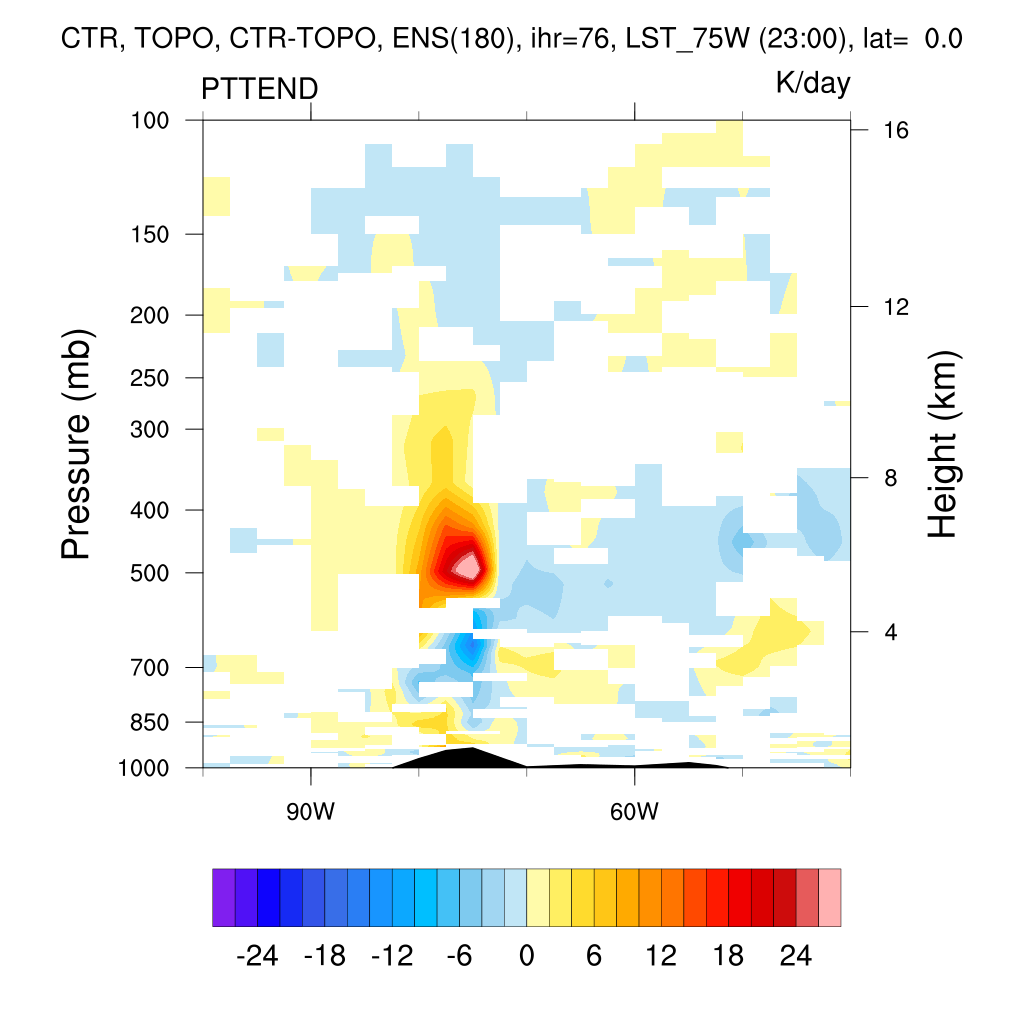 CTR, TOPO, CTR-TOPO, ENS(180), ihr=76, LST_75W (23:00), lat=  0.0
PTTEND
K/day
100
150
200
250
300
400
500
700
850
1000
Pressure (mb)
16
12
8
4
Height (km)
90W
60W
-24 -18 -12 -6 0 6 12 18 24